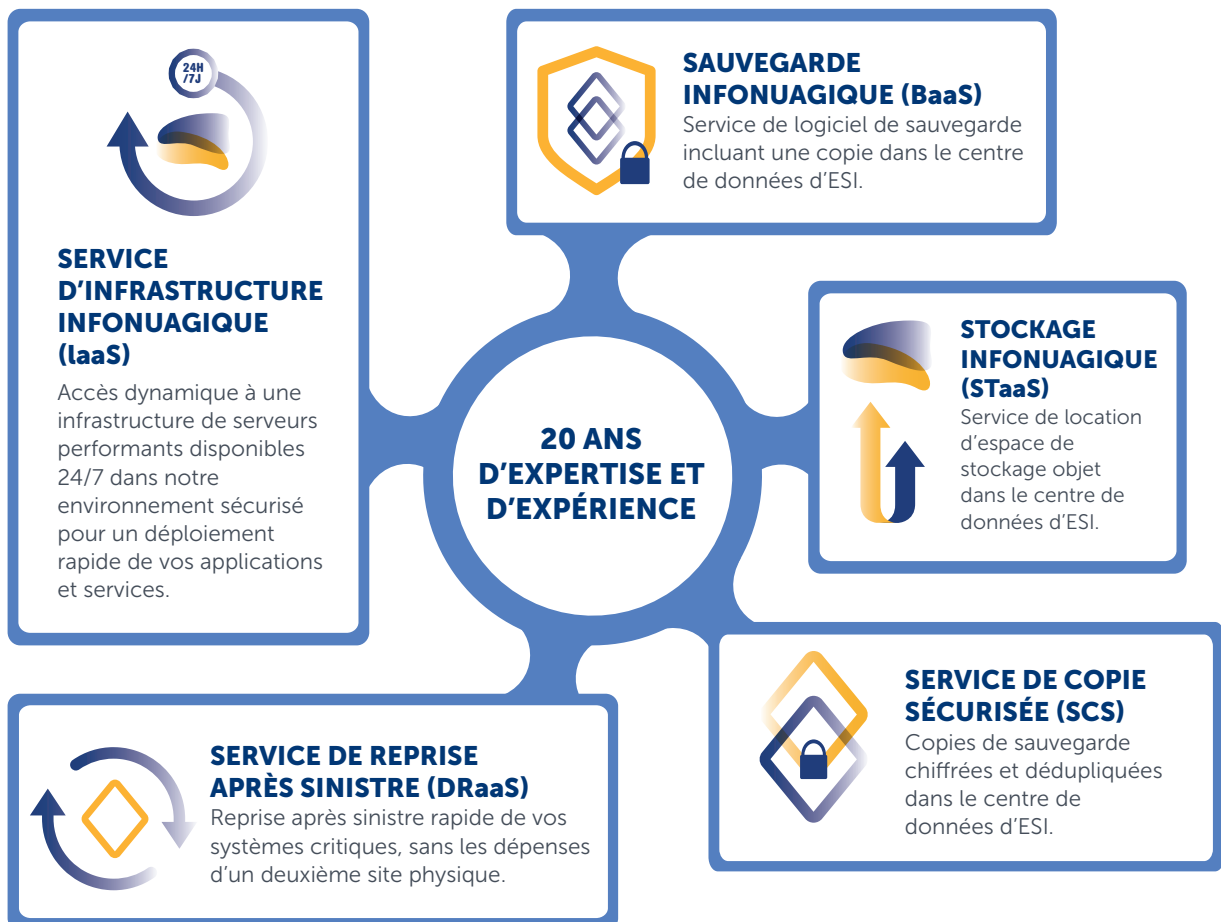 24H
/7J
SERVICE
D'INFRASTRUCTURE
INFONUAGIQUE
(IaaS)
Accès dynamique à une
infrastructure de serveurs
performants disponibles
24/7 dans notre
environnement sécurisé
pour un déploiement
rapide de vos applications
et services.
SAUVEGARDE
INFONUAGIQUE (BaaS)
Service de logiciel de sauvegarde
incluant une copie dans le centre
de données d'ESI.
STOCKAGE
INFONUAGIQUE
(STaaS)
Service de location
d'espace de
stockage objet
dans le centre de
données d'ESI.
20 ANS
D'EXPERTISE ET
D'EXPÉRIENCE
SERVICE DE COPIE
SÉCURISÉE (SCS)
Copies de sauvegarde
chiffrées et dédupliquées
dans le centre de
données d'ESI.
SERVICE DE REPRISE
APRÈS SINISTRE (DRaaS)
Reprise après sinistre rapide de vos
systèmes critiques, sans les dépenses
d'un deuxième site physique.